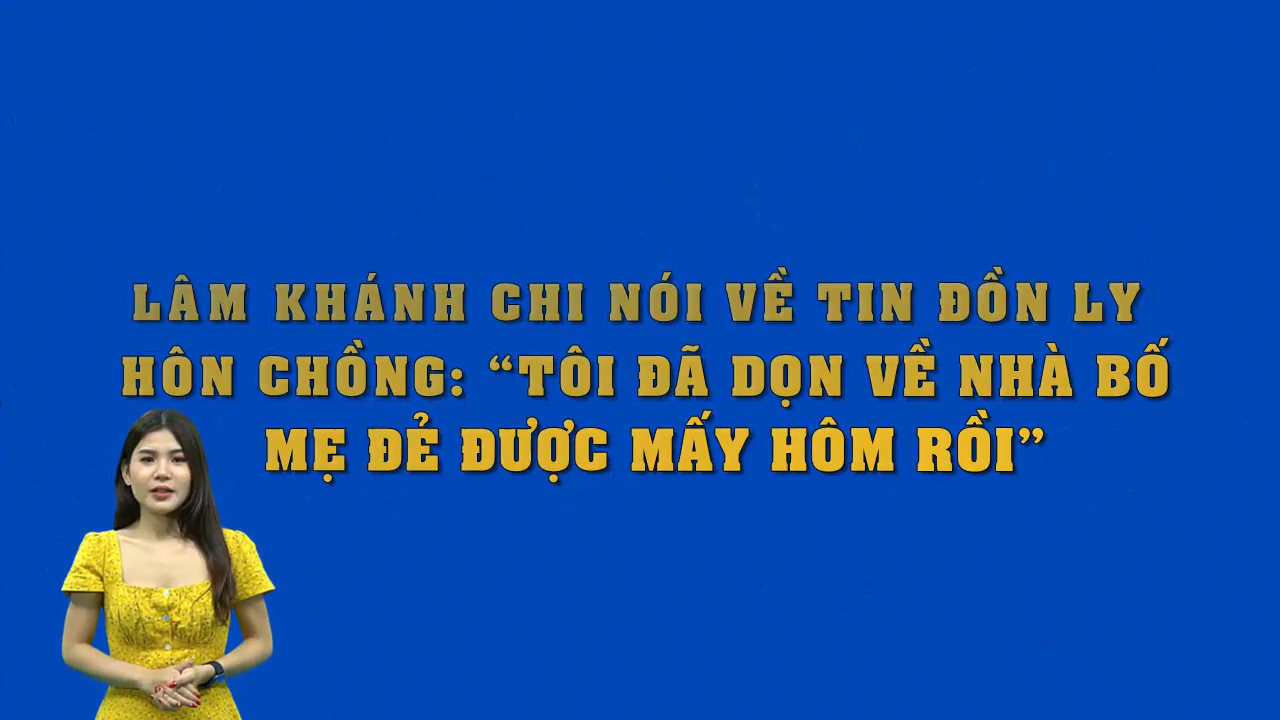 LÂM KHÁNH CHI NÓI VỀ TIN ĐỒN LY
HÔN CHỒNG: “TÔI ĐÃ DỌN VỀ NHÀ BỐ
MẸ ĐẺ ĐƯỢC MẤY HÔM RỒI”